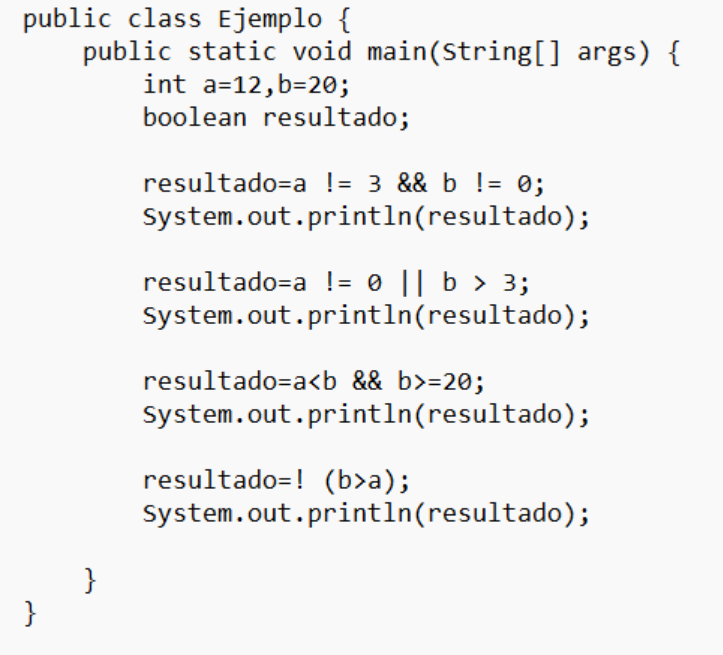 public class Ejemplo {
    public static void main(String[] args) {
        int a=12,b=20;
        boolean resultado;

        resultado=a != 3 && b != 0;
        System.out.println(resultado);

        resultado=a != 0 || b > 3;
        System.out.println(resultado);

        resultado=a<b && b>=20;
        System.out.println(resultado);

        resultado=! (b>a);
        System.out.println(resultado);

    }
}